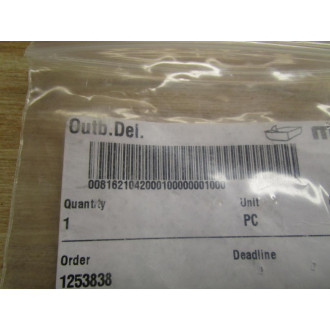 Outb.Del.
00816210420001000000001000
Quantity Unit
1 PC
Order Deadline
1253838